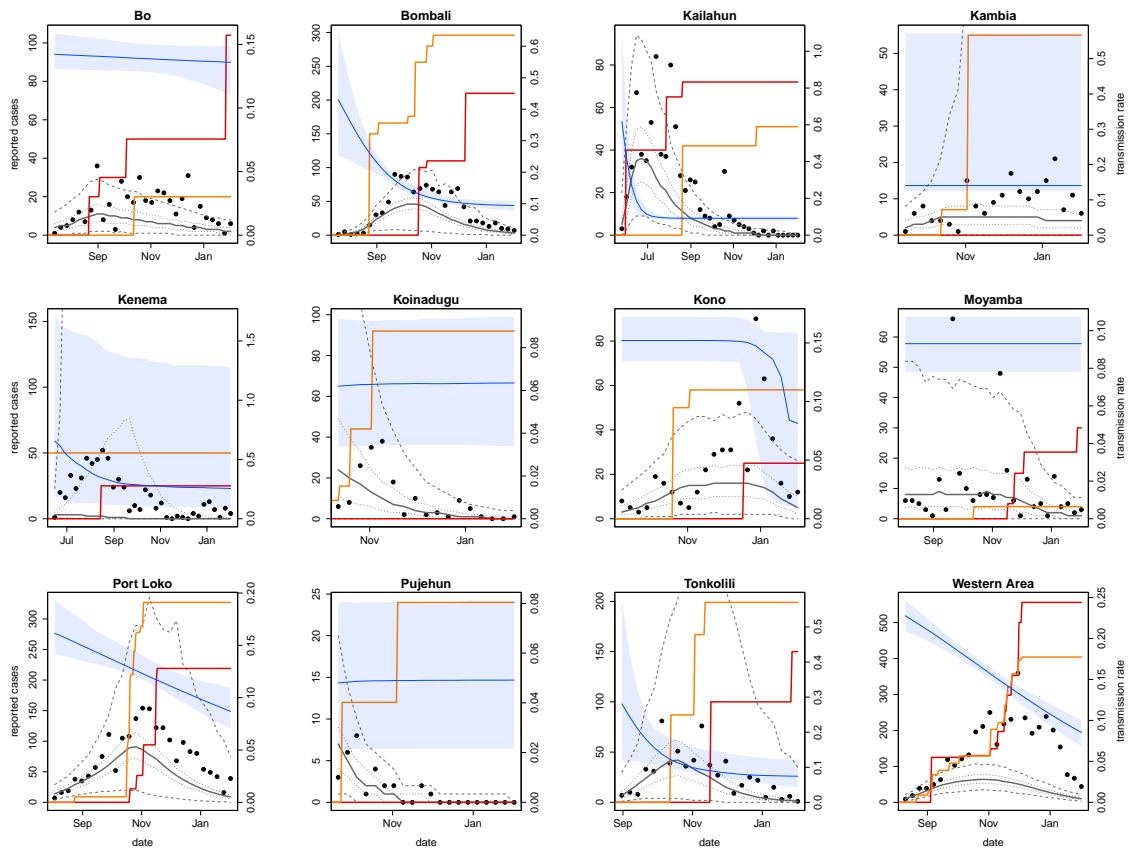 Bo
Bombali
Kailahun
Kambia
reported cases
0 20 40 60 80 100
0.00 0.05 0.10 0.15
Sep Nov Jan
0 50 100 150 200 250 300
0.0 0.1 0.2 0.3 0.4 0.5 0.6
Sep Nov Jan
0 20 40 60 80
0.0 0.2 0.4 0.6 0.8 1.0
Jul Sep Nov Jan
0 10 20 30 40 50
0.0 0.1 0.2 0.3 0.4 0.5
Nov Jan
transmission rate
Kenema
Koinadugu
Kono
Moyamba
reported cases
0 50 100 150
0.0 0.5 1.0 1.5
Jul Sep Nov Jan
0 20 40 60 80 100
0.00 0.02 0.04 0.06 0.08
Nov Jan
0 20 40 60 80
0.00 0.05 0.10 0.15
Nov Jan
0 10 20 30 40 50 60
0.00 0.02 0.04 0.06 0.08 0.10
Sep Nov Jan
transmission rate
Port Loko
Pujehun
Tonkolili
Western Area
reported cases
0 50 100 150 200 250 300
0.00 0.05 0.10 0.15 0.20
Sep Nov Jan
date
0 5 10 15 20 25
0.00 0.02 0.04 0.06 0.08
Nov Jan
date
0 50 100 150 200
0.0 0.1 0.2 0.3 0.4 0.5
Sep Nov Jan
date
0 100 200 300 400 500
0.00 0.05 0.10 0.15 0.20 0.25
Sep Nov Jan
date
transmission rate